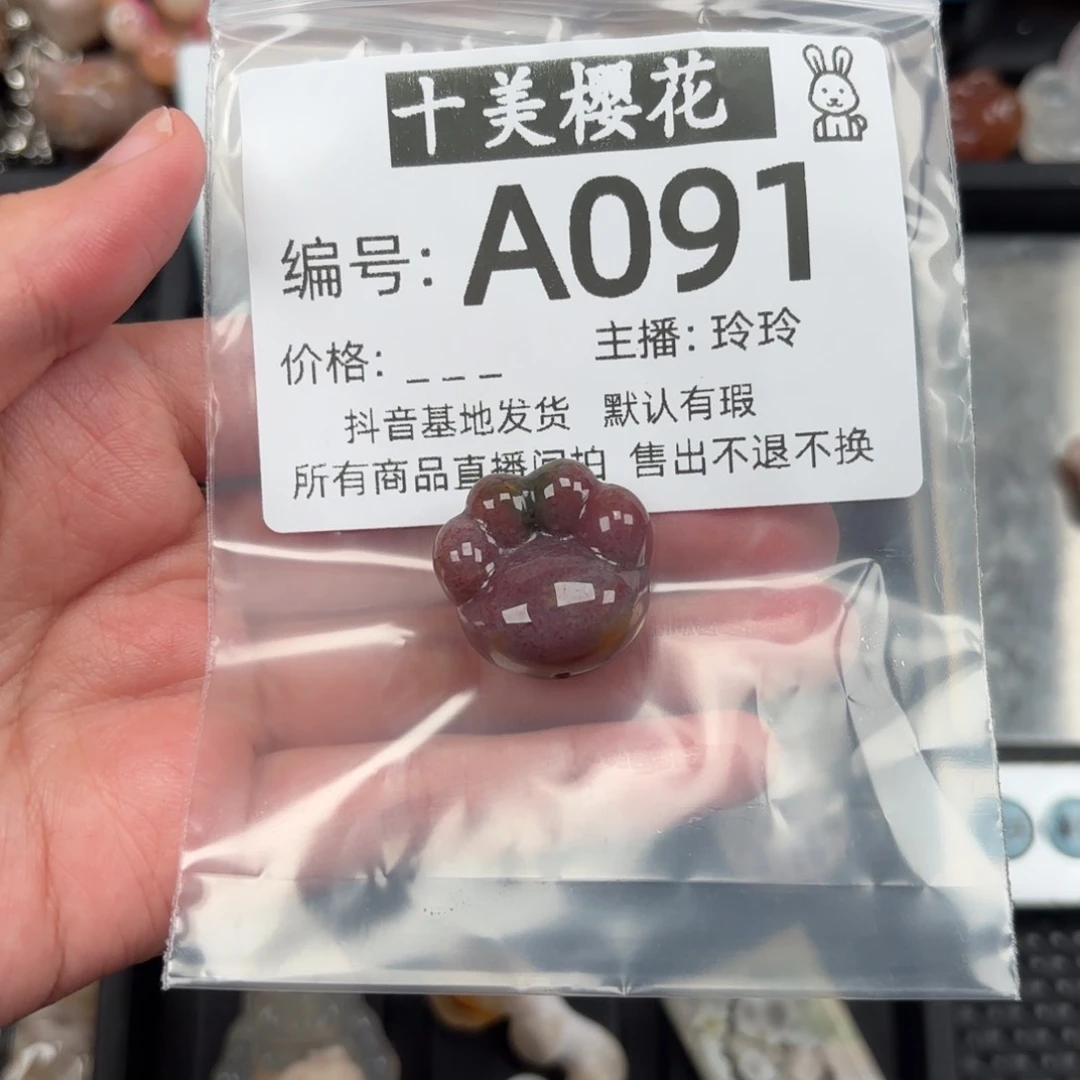 十美樱花
编号: A091
价格: _ _ _ 主播: 玲玲
抖音基地发货 默认有瑕
所有商品直播间拍 售出不退不换